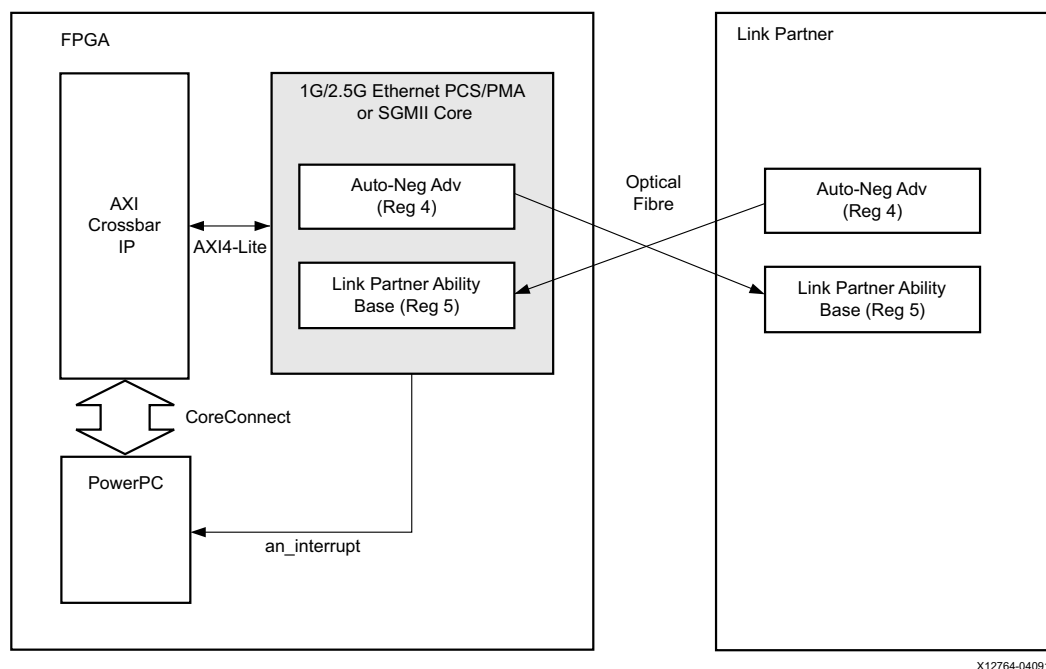 FPGA
Link Partner
1G/2.5G Ethernet PCS/PMA
or SGMII Core
Auto-Neg Adv
(Reg 4)
Link Partner Ability
Base (Reg 5)
AXI
Crossbar
IP
AXI4-Lite
Optical
Fibre
Auto-Neg Adv
(Reg 4)
Link Partner Ability
Base (Reg 5)
CoreConnect
PowerPC
an_interrupt